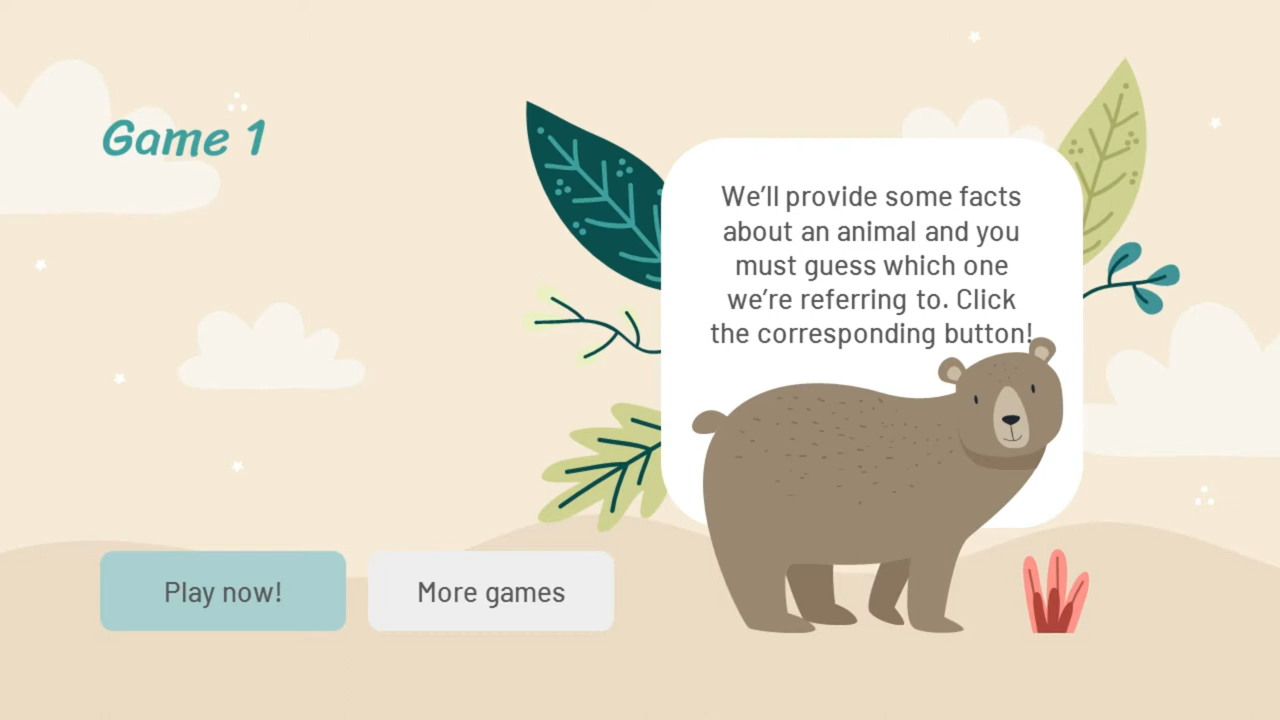 Game 1
We’ll provide some facts
about an animal and you
must guess which one
we’re referring to. Click
the corresponding button!
Play now!
More games